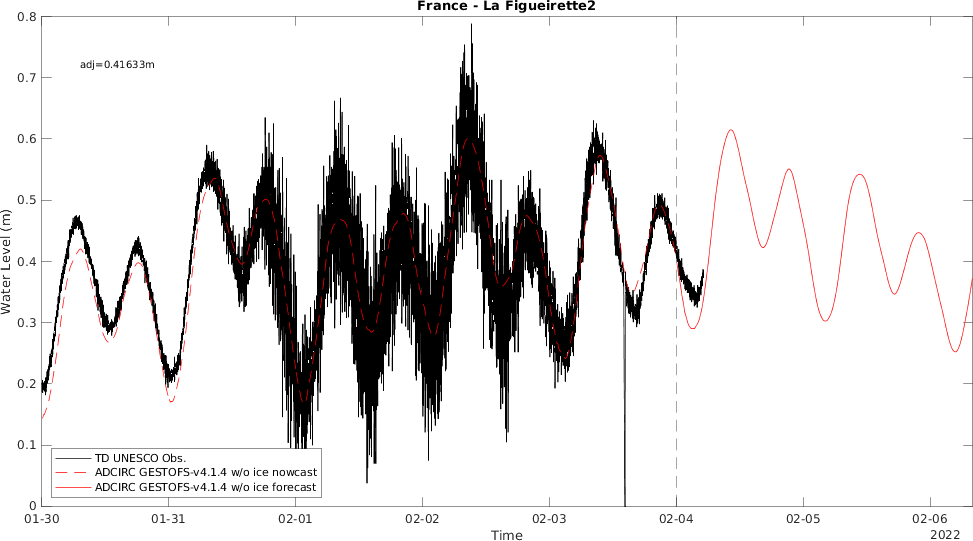 France - La Figueirette2
adj=0.41633m
0.8
0.7
0.6
0.5
0.4
0.3
0.2
0.1
0
Water Level (m)
TD UNESCO Obs.
ADCIRC GESTOFS-v4.1.4 w/o ice nowcast
ADCIRC GESTOFS-v4.1.4 w/o ice forecast
01-30 01-31 02-01 02-02 02-03 02-04 02-05 02-06
Time
2022